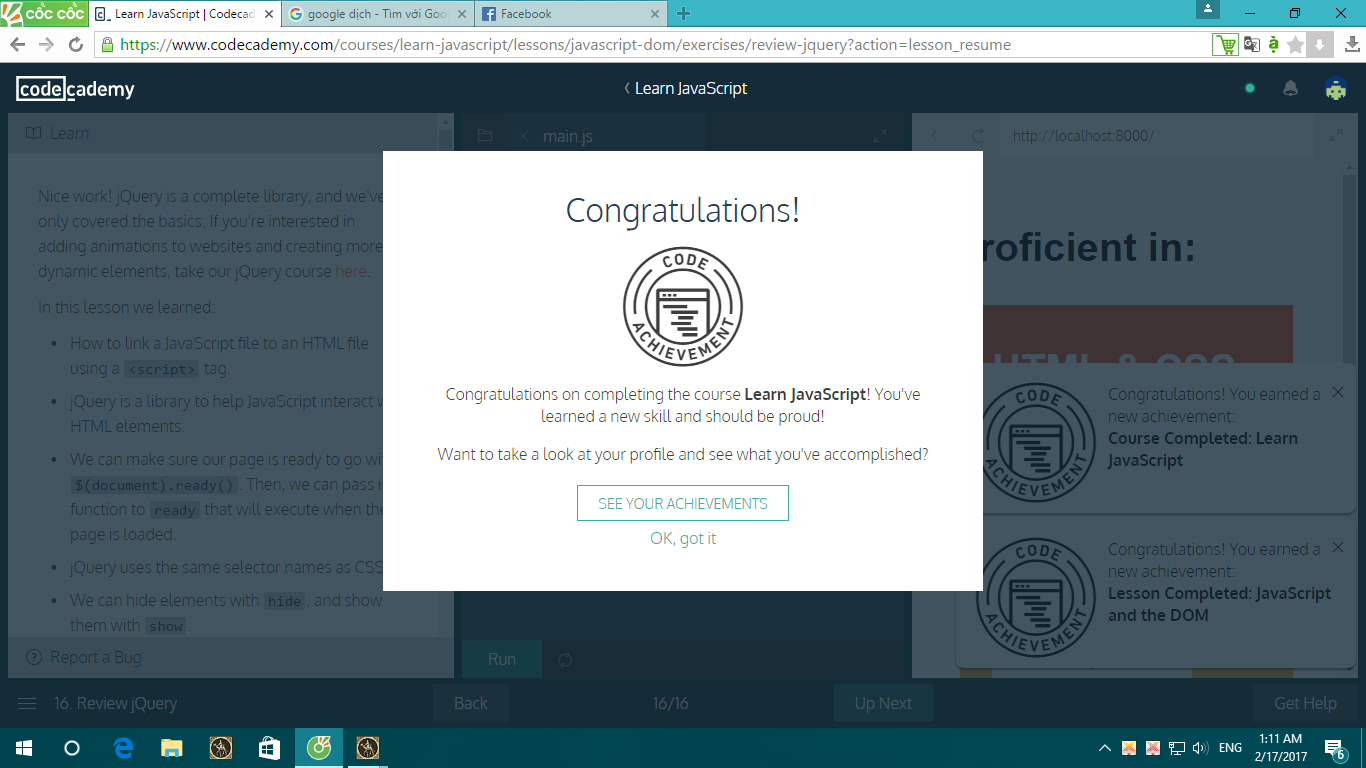 CỐC CỐC
Learn JavaScript | Codecad
google dịch - Tìm với Goo
Facebook
https://www.codecademy.com/courses/learn-javascript/lessons/javascript-dom/exercises/review-jquery?action=lesson_resume
codecademy
Learn JavaScript
Learn
main.js
http://localhost:8000/
Nice work! jQuery is a complete library, and we've
only covered the basics. If you're interested in
adding animations to websites and creating more
dynamic elements, take our jQuery course here.
In this lesson we learned:
How to link a JavaScript file to an HTML file
using a <script> tag.
jQuery is a library to help JavaScript interact w
HTML elements.
We can make sure our page is ready to go wi
$(document).ready(). Then, we can pass
function to ready that will execute when the
page is loaded.
jQuery uses the same selector names as CSS
We can hide elements with hide, and show
them with show.
Report a Bug
Congratulations!
CODE
ACHIEVEMENT
Congratulations on completing the course Learn JavaScript! You've
learned a new skill and should be proud!
Want to take a look at your profile and see what you've accomplished?
SEE YOUR ACHIEVEMENTS
OK, got it
roficient in:
HTML & CSS
CODE
ACHIEVEMENT
Congratulations! You earned a
new achievement:
Course Completed: Learn
JavaScript
CODE
ACHIEVEMENT
Congratulations! You earned a
new achievement:
Lesson Completed: JavaScript
and the DOM
Run
16. Review jQuery
Back
16/16
Up Next
Get Help
ENG
1:11 AM
2/17/2017
6